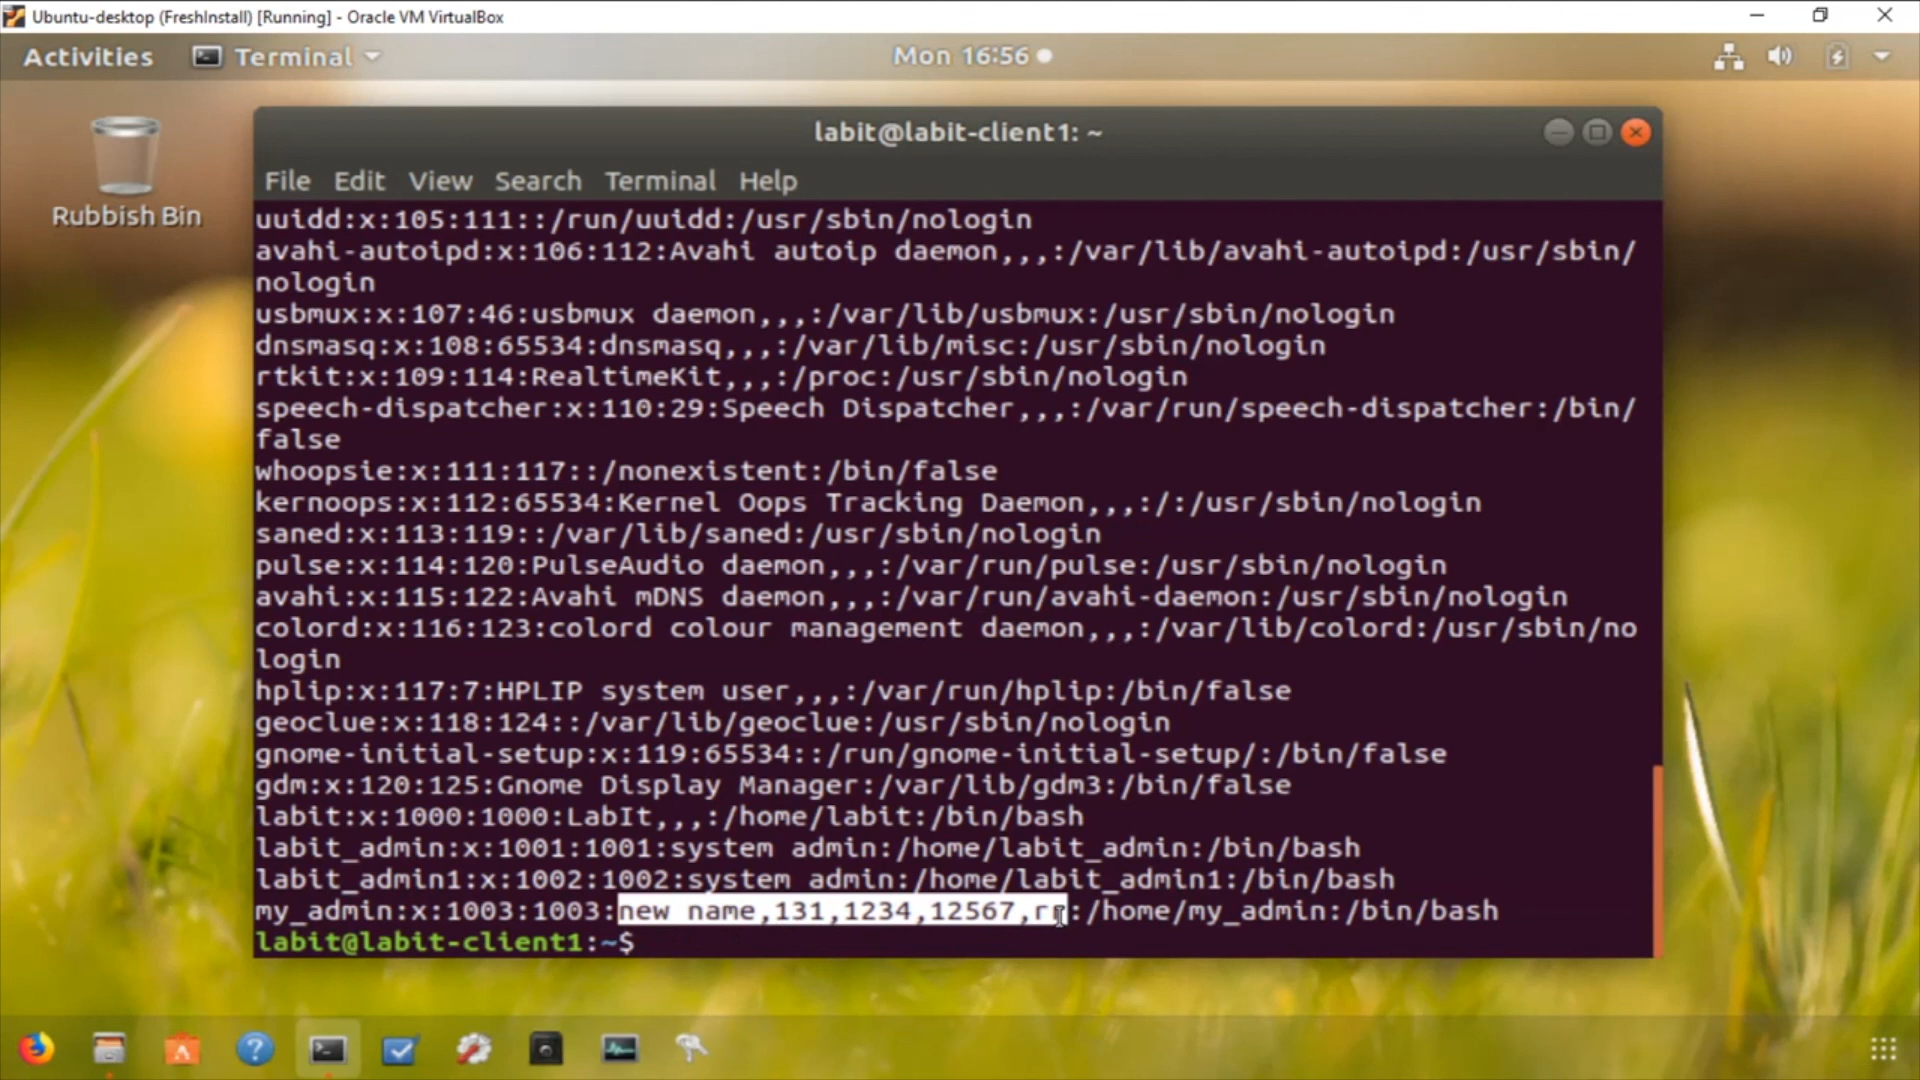 Ubuntu-desktop (FreshInstall) [Running] - Oracle VM VirtualBox
Activities Terminal Mon 16:56
Rubbish Bin
labit@labit-client1: ~
File Edit View Search Terminal Help
uuidd:x:105:111::/run/uuidd:/usr/sbin/nologin
avahi-autoipd:x:106:112:Avahi autoip daemon,,,:/var/lib/avahi-autoipd:/usr/sbin/
nologin
usbmux:x:107:46:usbmux daemon,,,:/var/lib/usbmux:/usr/sbin/nologin
dnsmasq:x:108:65534:dnsmasq,,,:/var/lib/misc:/usr/sbin/nologin
rtkit:x:109:114:RealtimeKit,,,:/proc:/usr/sbin/nologin
speech-dispatcher:x:110:29:Speech Dispatcher,,,:/var/run/speech-dispatcher:/bin/
false
whoopsie:x:111:117::/nonexistent:/bin/false
kernoops:x:112:65534:Kernel Oops Tracking Daemon,,,:/:/usr/sbin/nologin
saned:x:113:119::/var/lib/saned:/usr/sbin/nologin
pulse:x:114:120:PulseAudio daemon,,,:/var/run/pulse:/usr/sbin/nologin
avahi:x:115:122:Avahi mDNS daemon,,,:/var/run/avahi-daemon:/usr/sbin/nologin
colord:x:116:123:colord colour management daemon,,,:/var/lib/colord:/usr/sbin/no
login
hplip:x:117:7:HPLIP system user,,,:/var/run/hplip:/bin/false
geoclue:x:118:124::/var/lib/geoclue:/usr/sbin/nologin
gnome-initial-setup:x:119:65534::/run/gnome-initial-setup/:/bin/false
gdm:x:120:125:Gnome Display Manager:/var/lib/gdm3:/bin/false
labit:x:1000:1000:LabIt,,,:/home/labit:/bin/bash
labit_admin:x:1001:1001:system admin:/home/labit_admin:/bin/bash
labit_admin1:x:1002:1002:system admin:/home/labit_admin1:/bin/bash
my_admin:x:1003:1003:new name,131,1234,12567,rr:/home/my_admin:/bin/bash
labit@labit-client1:~$